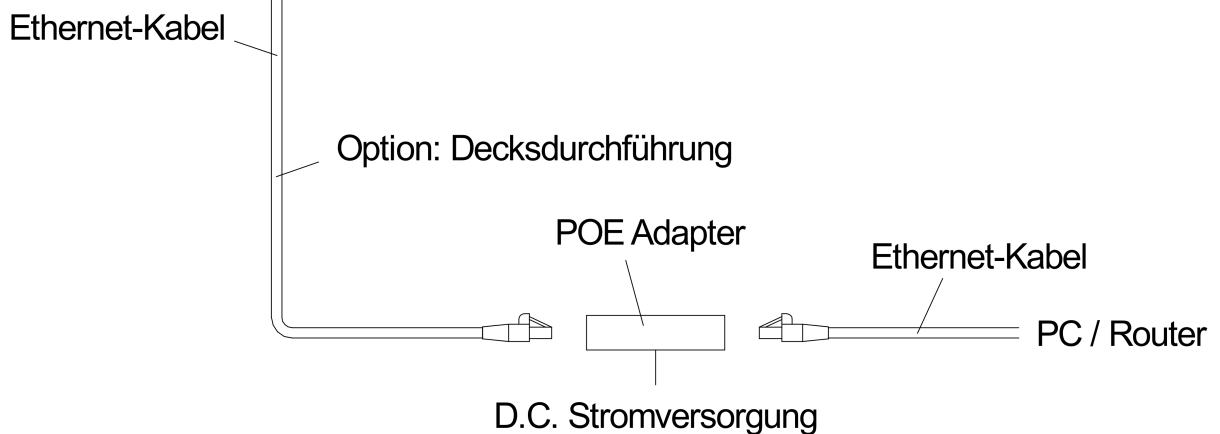 Ethernet-Kabel
Option: Decksdurchführung
POE Adapter
Ethernet-Kabel
PC / Router
D.C. Stromversorgung